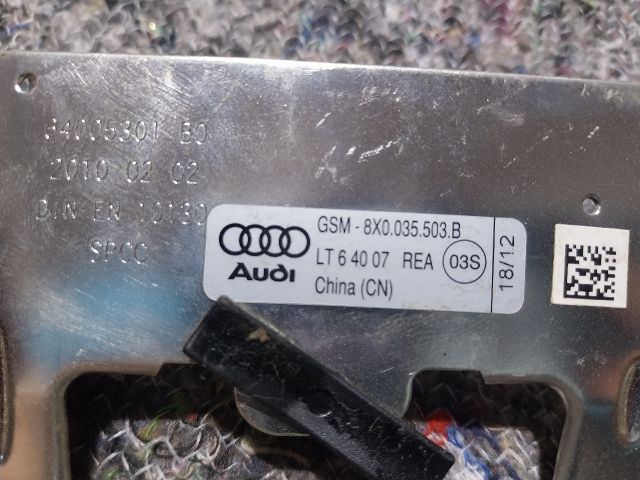 84005301 B0
2010 02 02
DIN EN 10130
SPCC
Audi
GSM - 8X0.035.503.B
LT 6 40 07 REA 03S
China (CN)
18/12